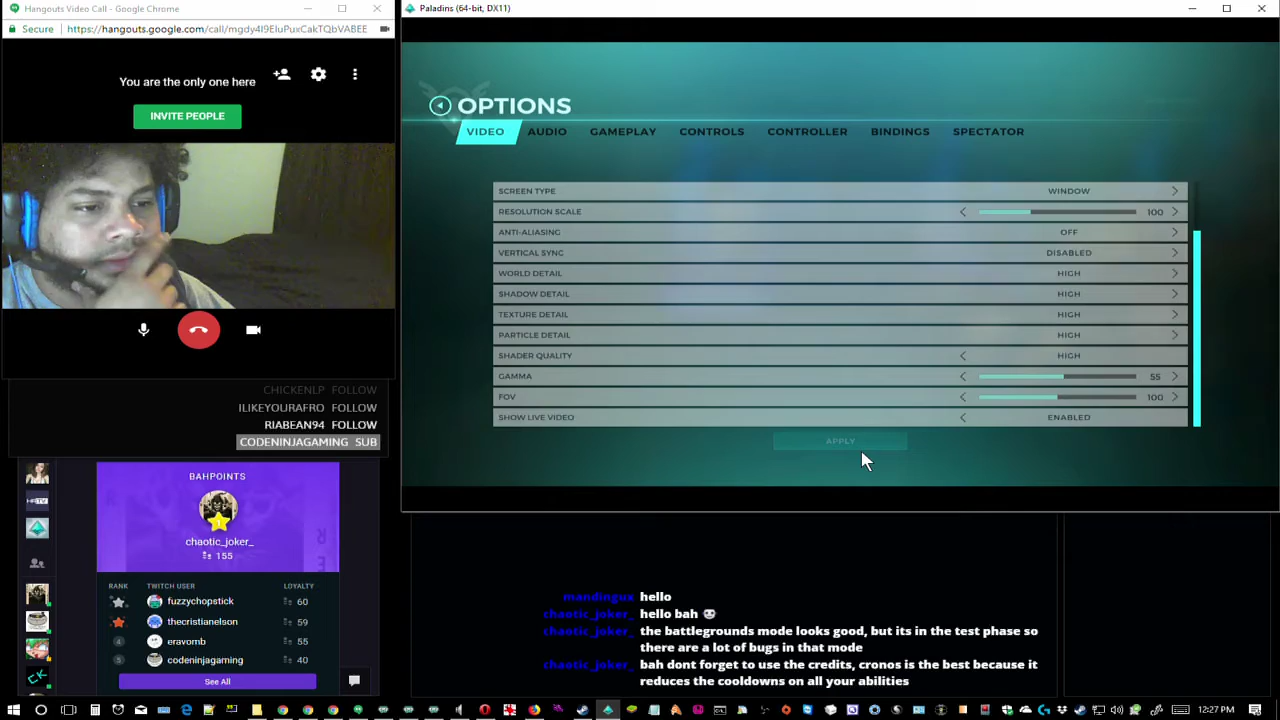 Hangouts Video Call - Google Chrome
Secure
https://hangouts.google.com/call/mgdy4I9EluPuxCakTQbVABEE
You are the only one here
INVITE PEOPLE
CHICKENLP FOLLOW
ILIKEYOURAFRO FOLLOW
RIABEAN94 FOLLOW
CODENINJAGAMING SUB
BAHPOINTS
1
chaotic_joker_
155
RANK TWITCH USER LOYALTY
fuzzychopstick 60
thecristianelson 59
4 eravomb 55
5 codeninjagaming 40
See All
Paladins (64-bit, DX11)
OPTIONS
VIDEO AUDIO GAMEPLAY CONTROLS CONTROLLER BINDINGS SPECTATOR
SCREEN TYPE WINDOW
RESOLUTION SCALE 100
ANTI-ALIASING OFF
VERTICAL SYNC DISABLED
WORLD DETAIL HIGH
SHADOW DETAIL HIGH
TEXTURE DETAIL HIGH
PARTICLE DETAIL HIGH
SHADER QUALITY HIGH
GAMMA 55
FOV 100
SHOW LIVE VIDEO ENABLED
APPLY
mandingux hello
chaotic_joker_ hello bah
chaotic_joker_ the battlegrounds mode looks good, but its in the test phase so
there are a lot of bugs in that mode
chaotic_joker_ bah dont forget to use the credits, cronos is the best because it
reduces the cooldowns on all your abilities
12:27 PM